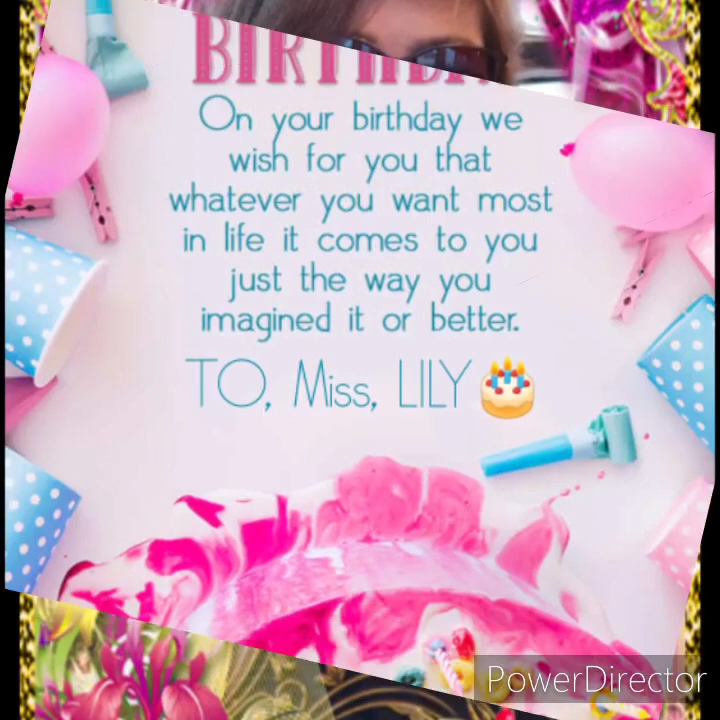 BIRTHDAY
On your birthday we
wish for you that
whatever you want most
in life it comes to you
just the way you
imagined it or better.
TO, Miss, LILY🎂
PowerDirector